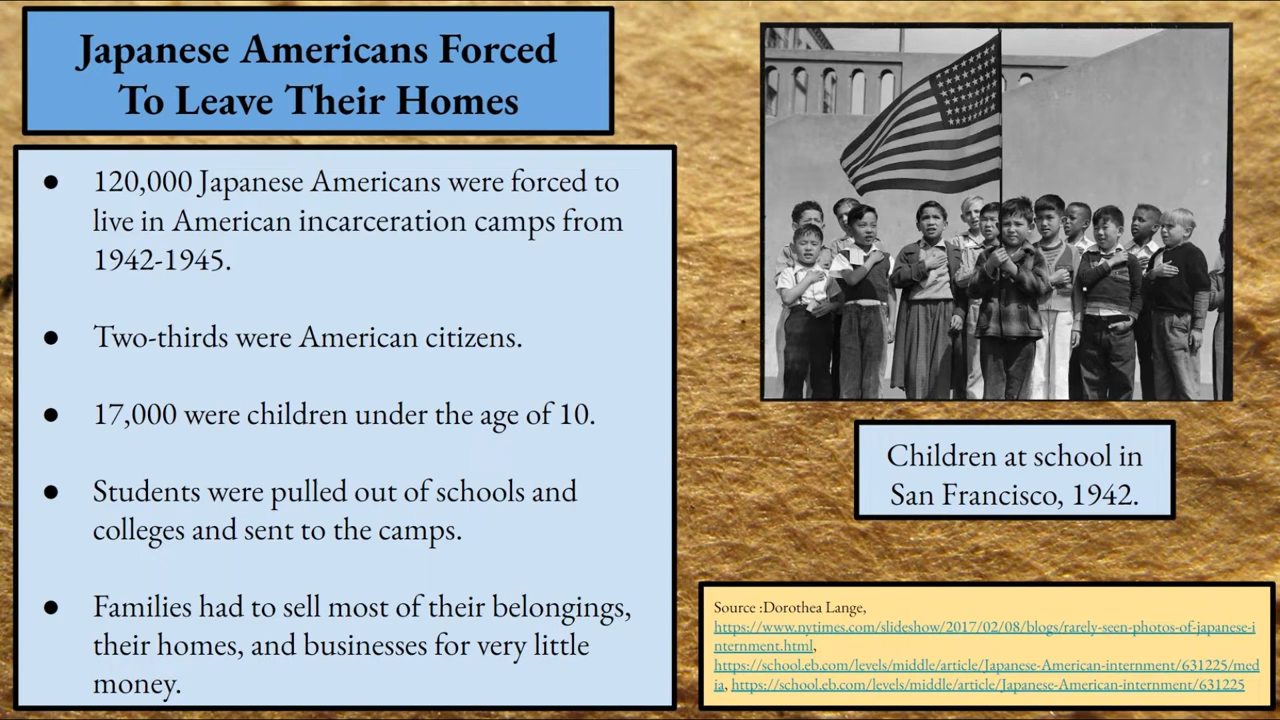 Japanese Americans Forced
To Leave Their Homes
● 120,000 Japanese Americans were forced to
live in American incarceration camps from
1942-1945.
● Two-thirds were American citizens.
● 17,000 were children under the age of 10.
● Students were pulled out of schools and
colleges and sent to the camps.
● Families had to sell most of their belongings,
their homes, and businesses for very little
money.
Children at school in
San Francisco, 1942.
Source :Dorothea Lange,
https://www.nytimes.com/slideshow/2017/02/08/blogs/rarely-seen-photos-of-japanese-i
nternment.html,
https://school.eb.com/levels/middle/article/Japanese-American-internment/631225/med
ia, https://school.eb.com/levels/middle/article/Japanese-American-internment/631225